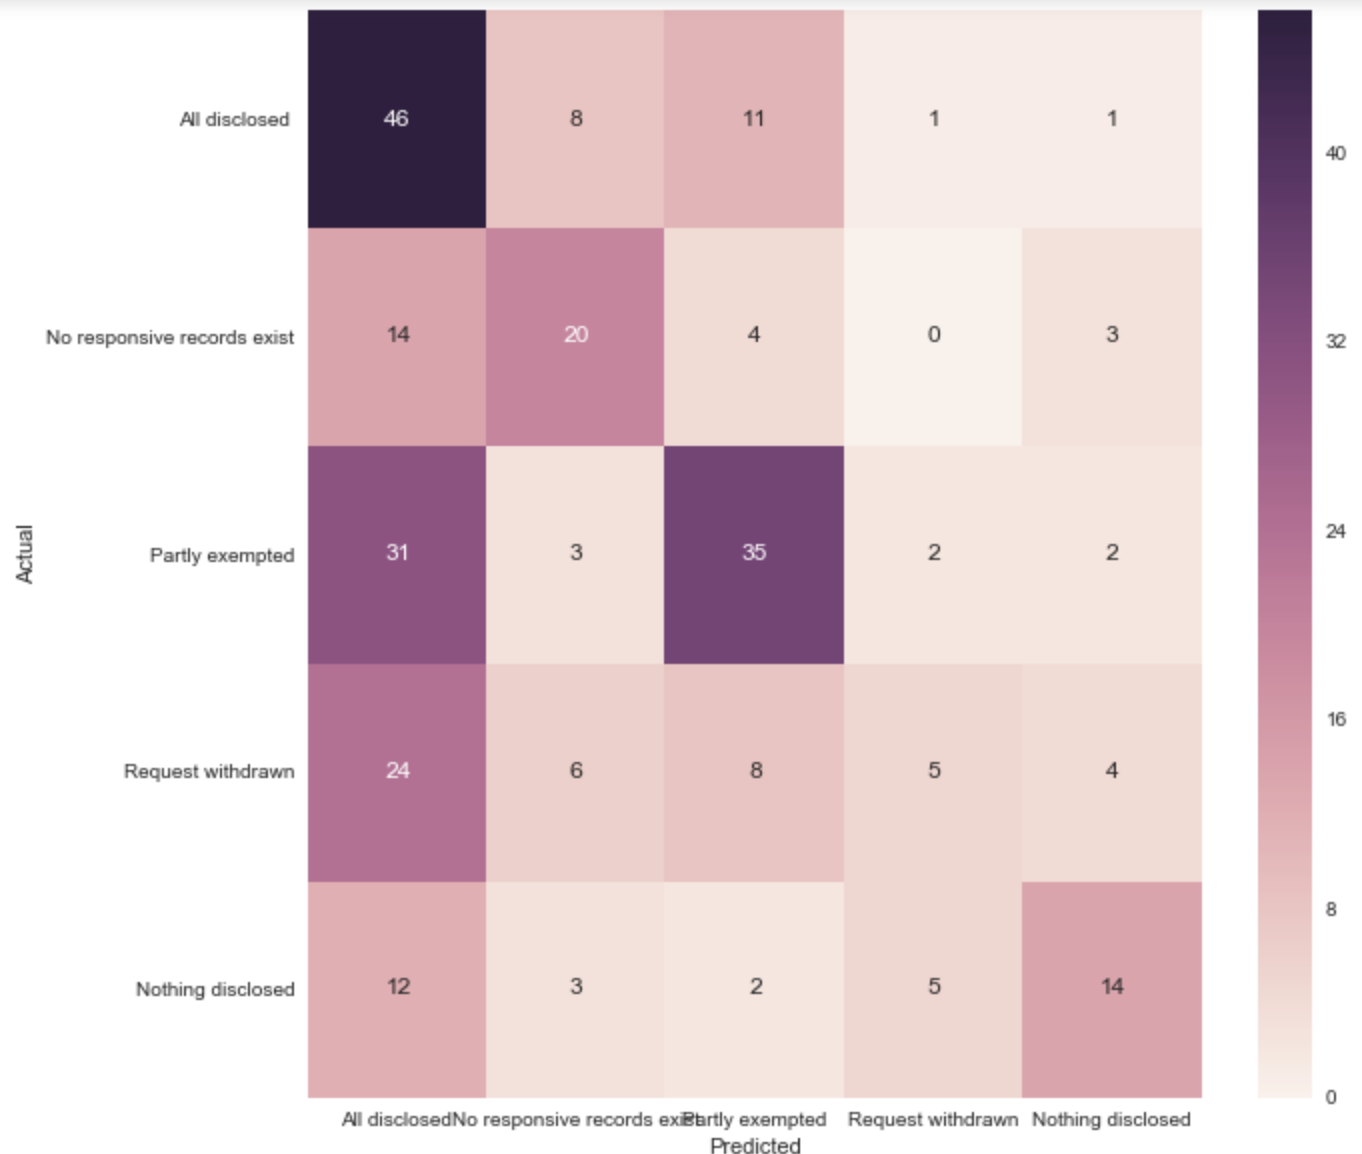 All disclosed 46 8 11 1 1
40
No responsive records exist 14 20 4 0 3
32
Actual
Partly exempted 31 3 35 2 2
24
Request withdrawn 24 6 8 5 4
16
Nothing disclosed 12 3 2 5 14
8
0
All disclosed No responsive records exist Partly exempted Request withdrawn Nothing disclosed
Predicted